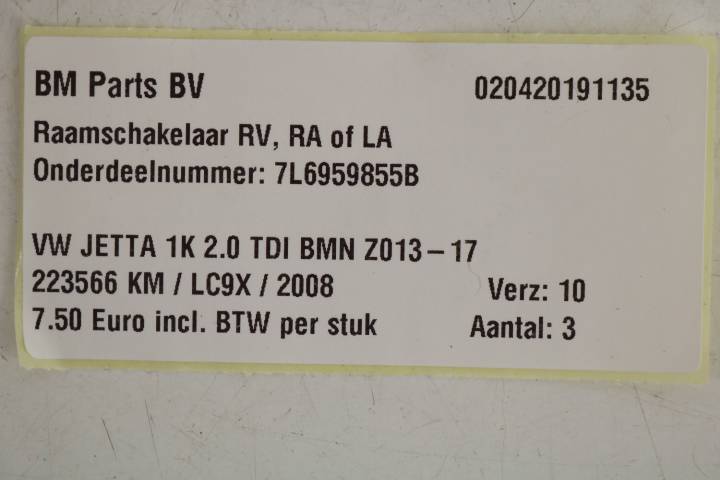 BM Parts BV 020420191135
Raamschakelaar RV, RA of LA
Onderdeelnummer: 7L6959855B
VW JETTA 1K 2.0 TDI BMN Z013-17
223566 KM / LC9X / 2008 Verz: 10
7.50 Euro incl. BTW per stuk Aantal: 3